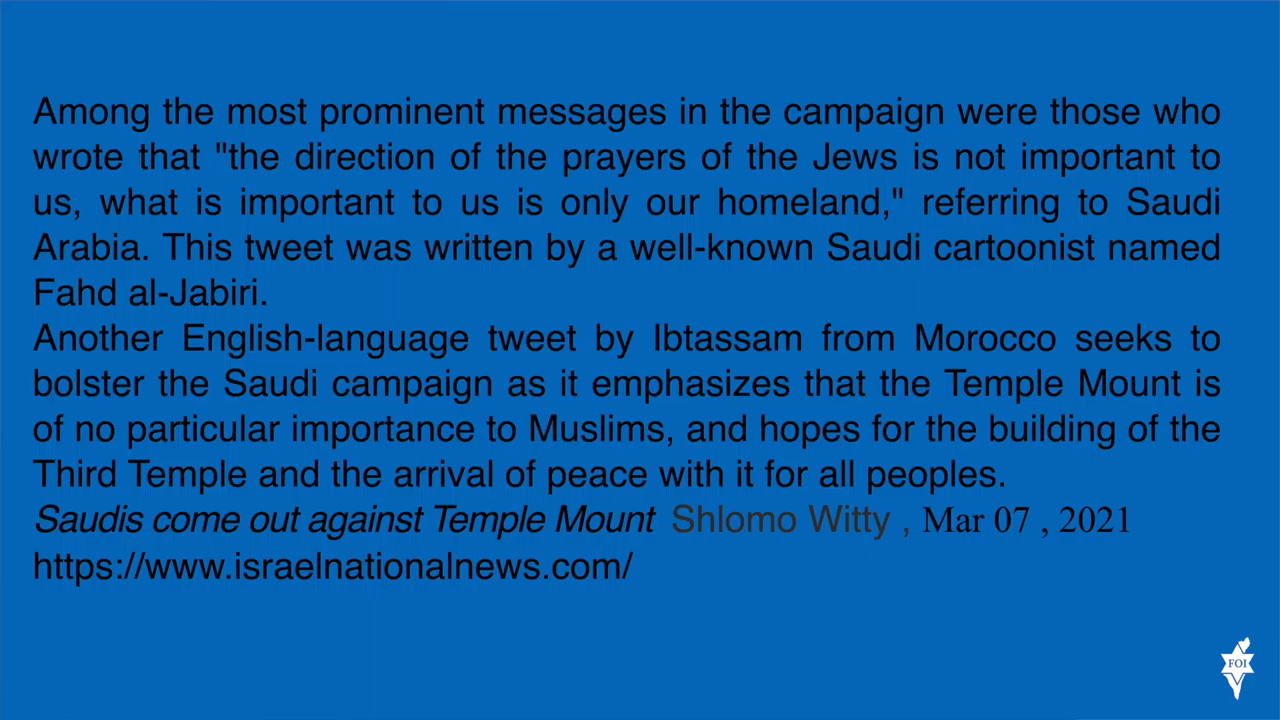 Among the most prominent messages in the campaign were those who
wrote that "the direction of the prayers of the Jews is not important to
us, what is important to us is only our homeland," referring to Saudi
Arabia. This tweet was written by a well-known Saudi cartoonist named
Fahd al-Jabiri.
Another English-language tweet by Ibtassam from Morocco seeks to
bolster the Saudi campaign as it emphasizes that the Temple Mount is
of no particular importance to Muslims, and hopes for the building of the
Third Temple and the arrival of peace with it for all peoples.
Saudis come out against Temple Mount Shlomo Witty , Mar 07 , 2021
https://www.israelnationalnews.com/
FOI